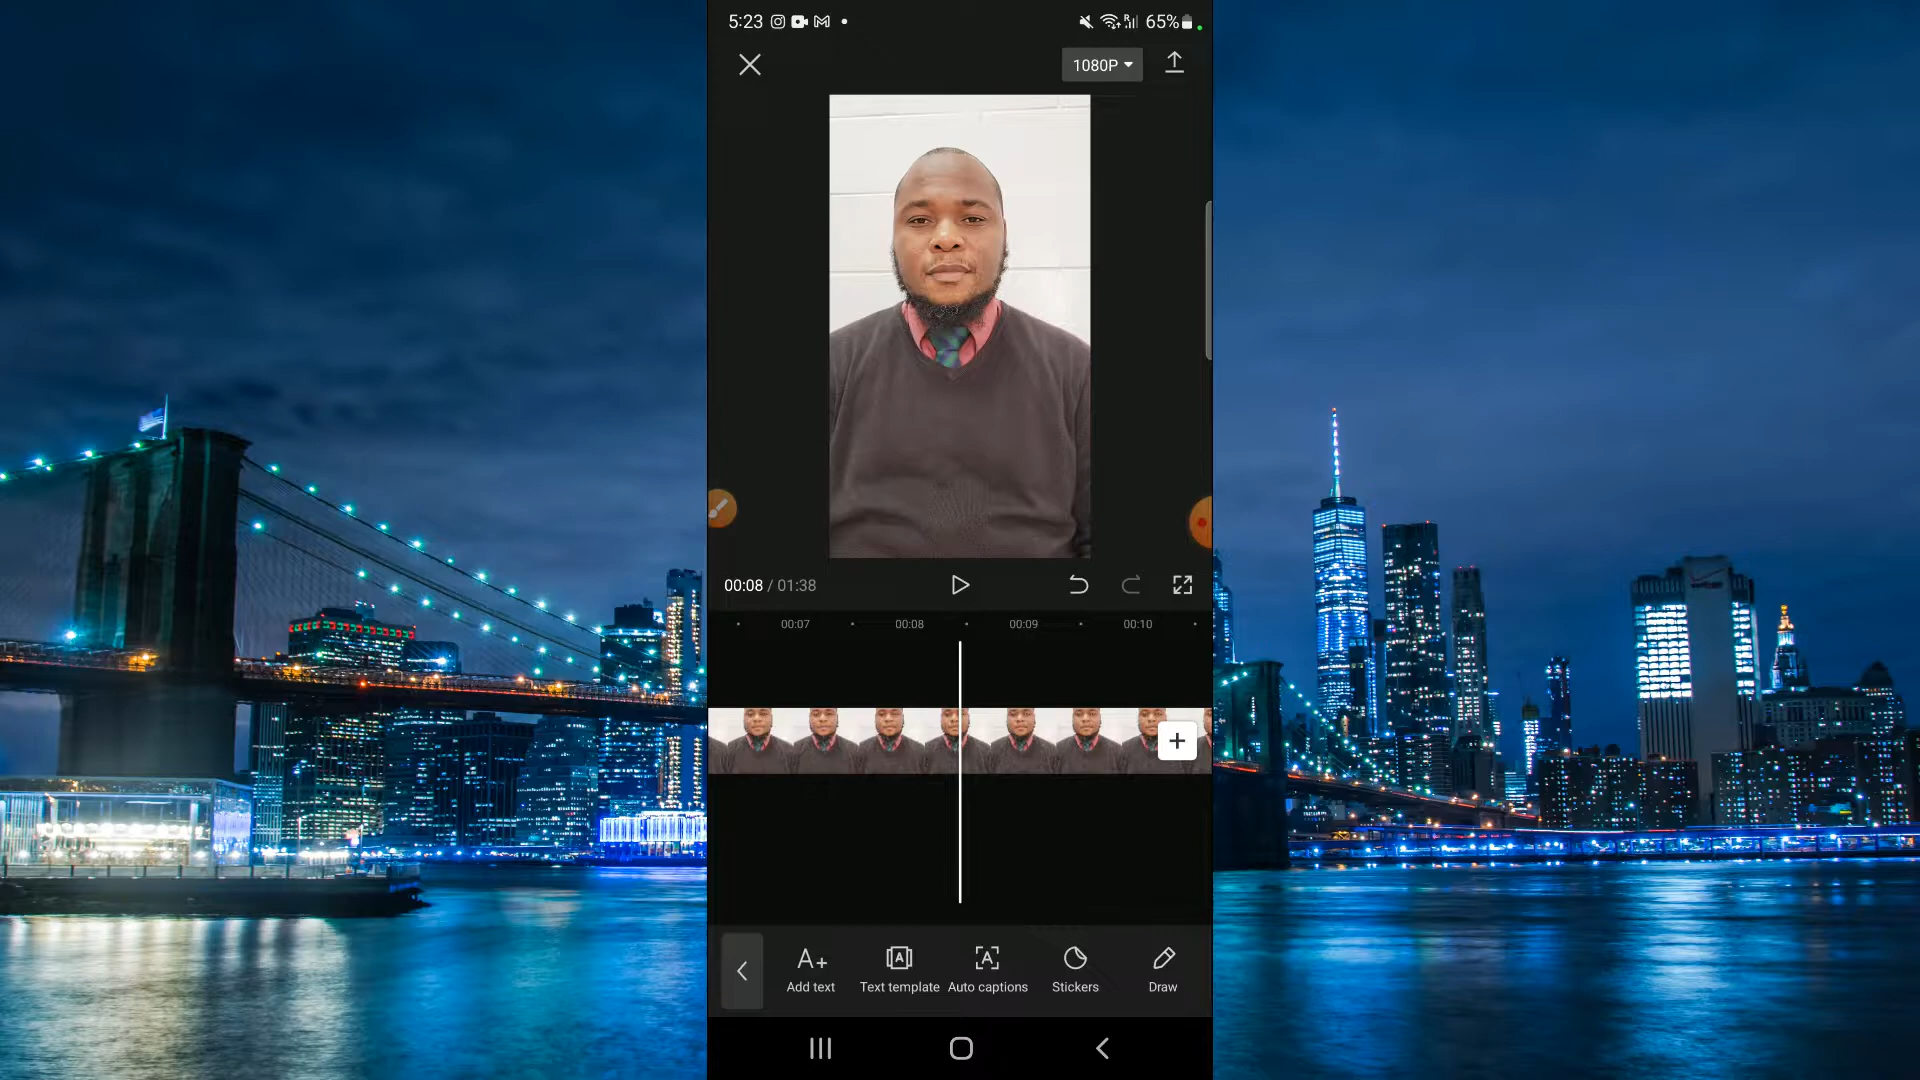 5:23 65%
1080P
00:08 / 01:38
00:07 00:08 00:09 00:10
A+ A A
Add text Text template Auto captions Stickers Draw
verizon